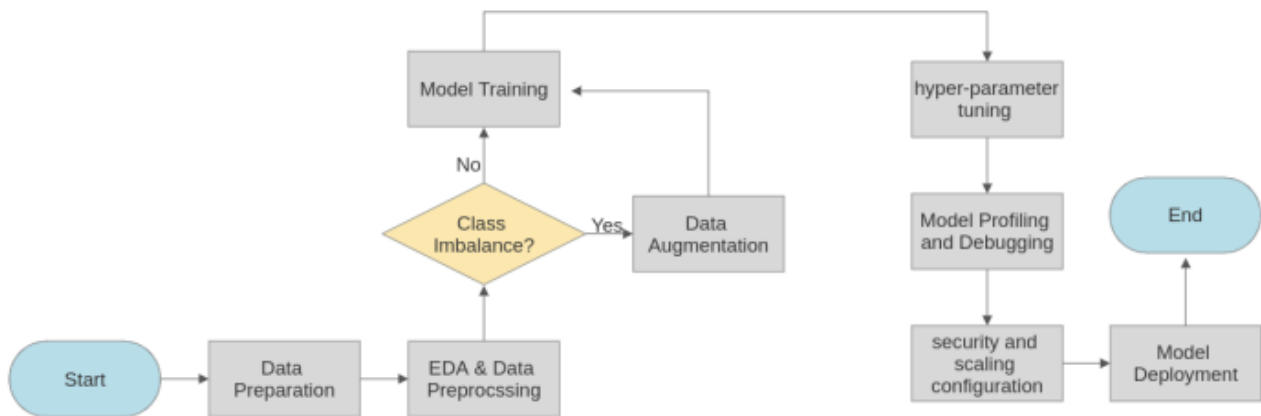 Start
Data
Preparation
EDA & Data
Preprocssing
Class
Imbalance?
No
Yes
Data
Augmentation
Model Training
hyper-parameter
tuning
Model Profiling
and Debugging
security and
scaling
configuration
Model
Deployment
End